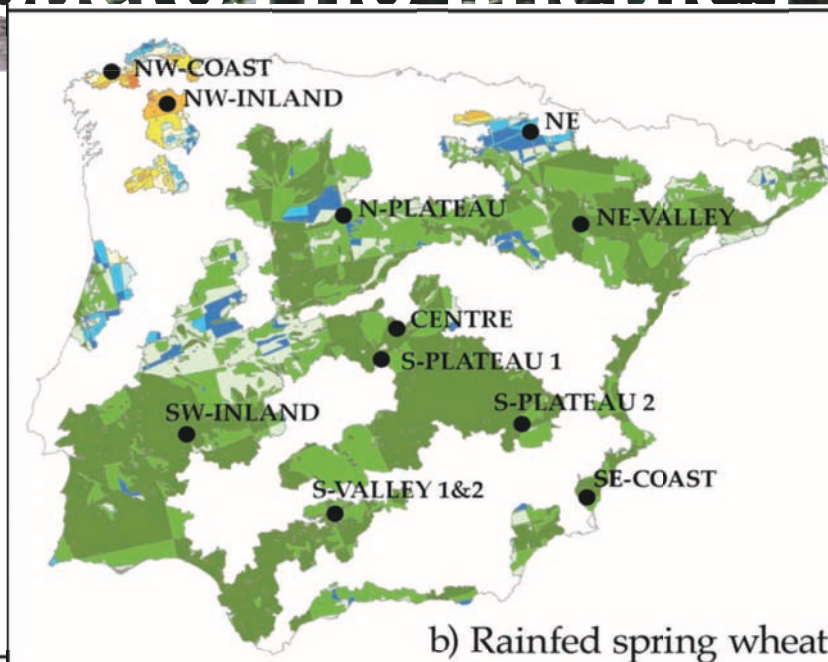 NW-COAST
NW-INLAND
NE
N-PLATEAU
NE-VALLEY
CENTRE
S-PLATEAU 1
S-PLATEAU 2
SW-INLAND
SE-COAST
S-VALLEY 1&2
b) Rainfed spring wheat